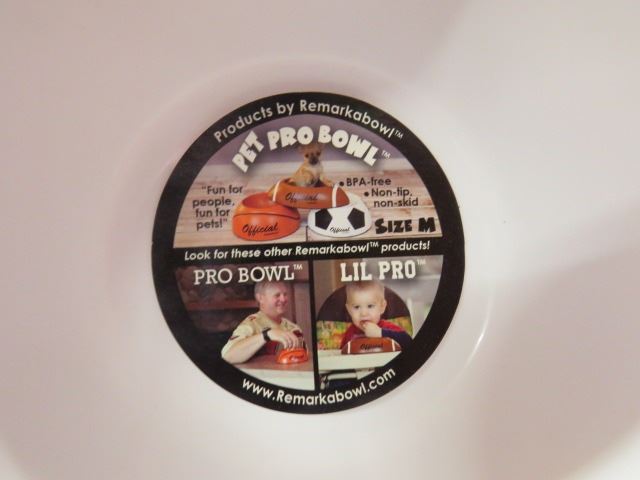 Products by Remarkabowl™
PET PRO BOWL™
"Fun for
people,
fun for
pets!"
• BPA-free
• Non-tip,
non-skid
Official
Official
Official
SIZE M
Look for these other Remarkabowl™ products!
PRO BOWL™
LIL PRO™
Official
www.Remarkabowl.com